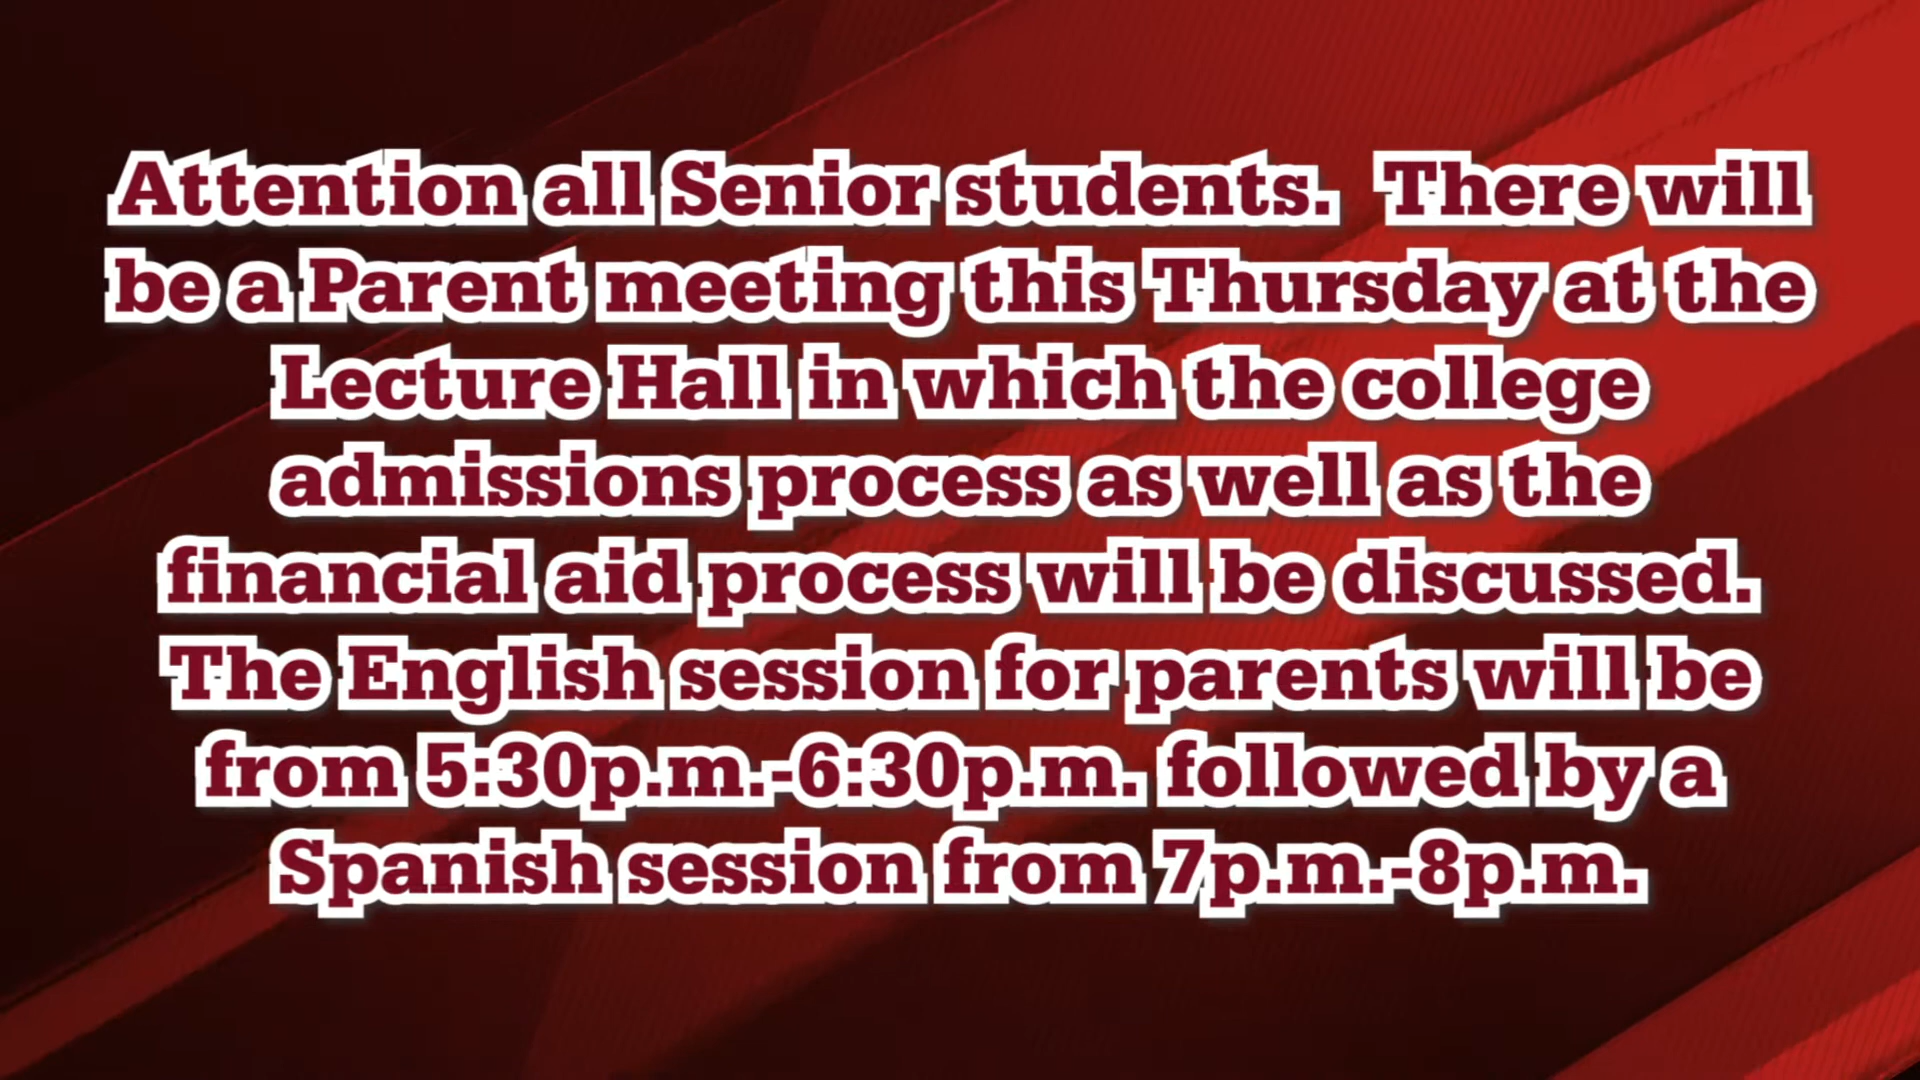 Attention all Senior students.  There will
be a Parent meeting this Thursday at the
Lecture Hall in which the college
admissions process as well as the
financial aid process will be discussed.
The English session for parents will be
from 5:30p.m.-6:30p.m. followed by a
Spanish session from 7p.m.-8p.m.